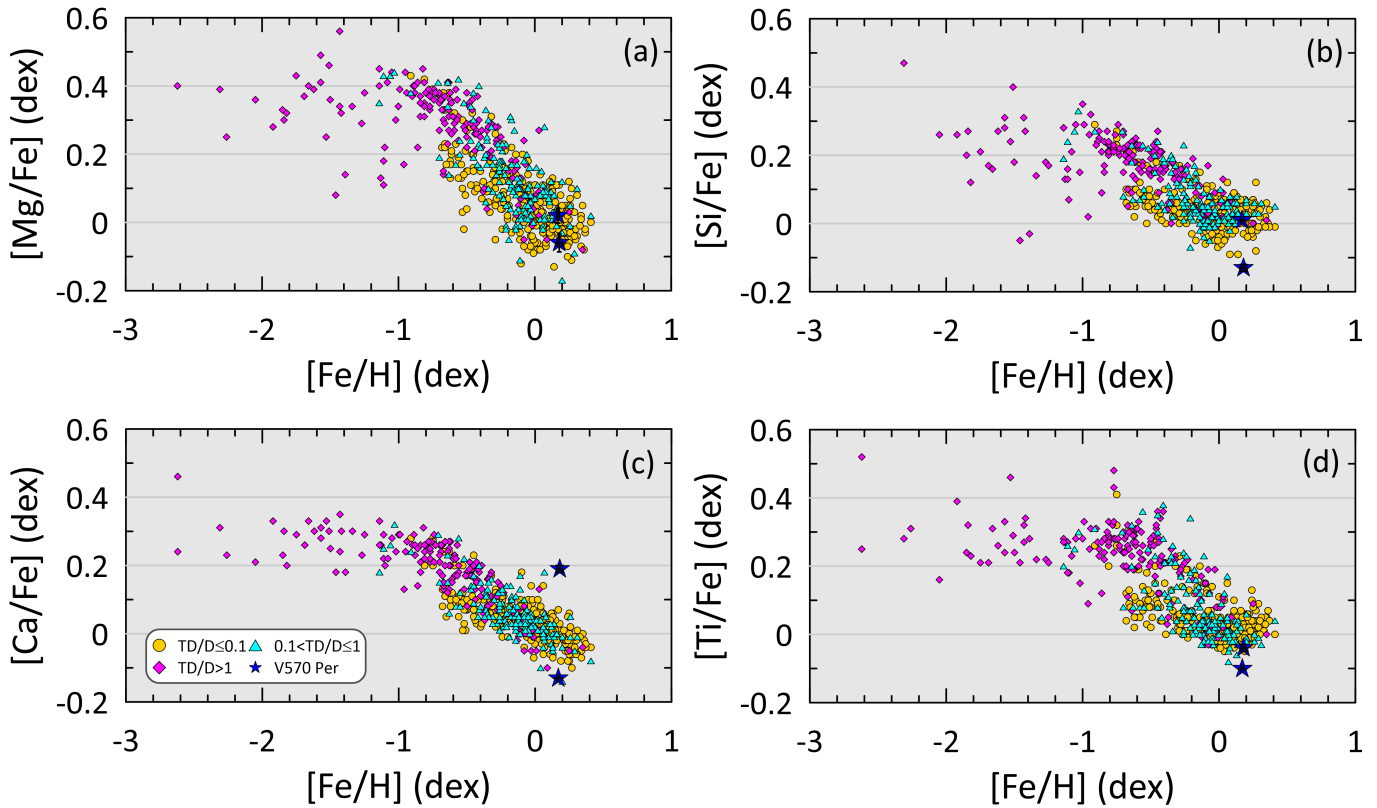 0.6
0.4
0.2
0
-0.2
[Mg/Fe] (dex)
(a)
-3 -2 -1 0 1
[Fe/H] (dex)
0.6
0.4
0.2
0
-0.2
[Si/Fe] (dex)
(b)
-3 -2 -1 0 1
[Fe/H] (dex)
0.6
0.4
0.2
0
-0.2
[Ca/Fe] (dex)
(c)
TD/D≤0.1 0.1<TD/D≤1
TD/D>1 V570 Per
-3 -2 -1 0 1
[Fe/H] (dex)
0.6
0.4
0.2
0
-0.2
[Ti/Fe] (dex)
(d)
-3 -2 -1 0 1
[Fe/H] (dex)